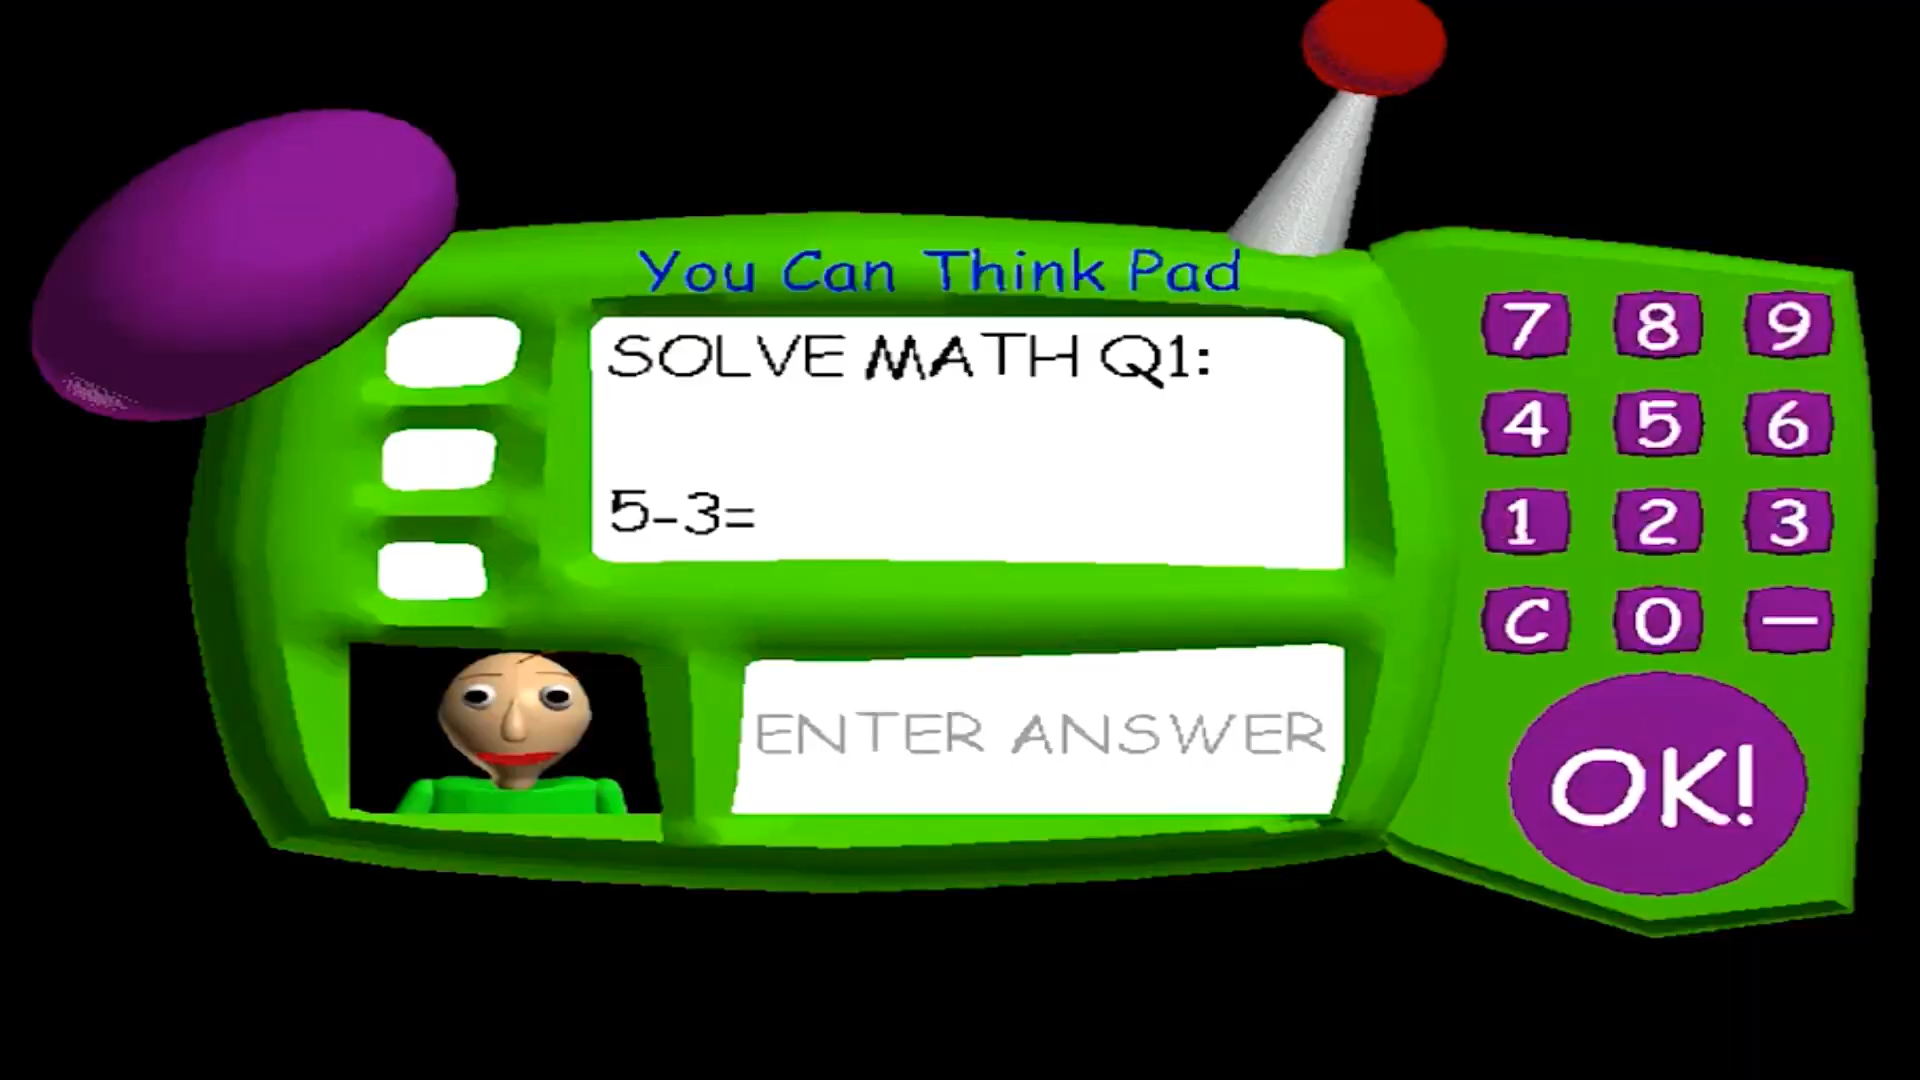 You Can Think Pad
SOLVE MATH Q1:
5-3=
ENTER ANSWER
7 8 9
4 5 6
1 2 3
C 0 —
OK!